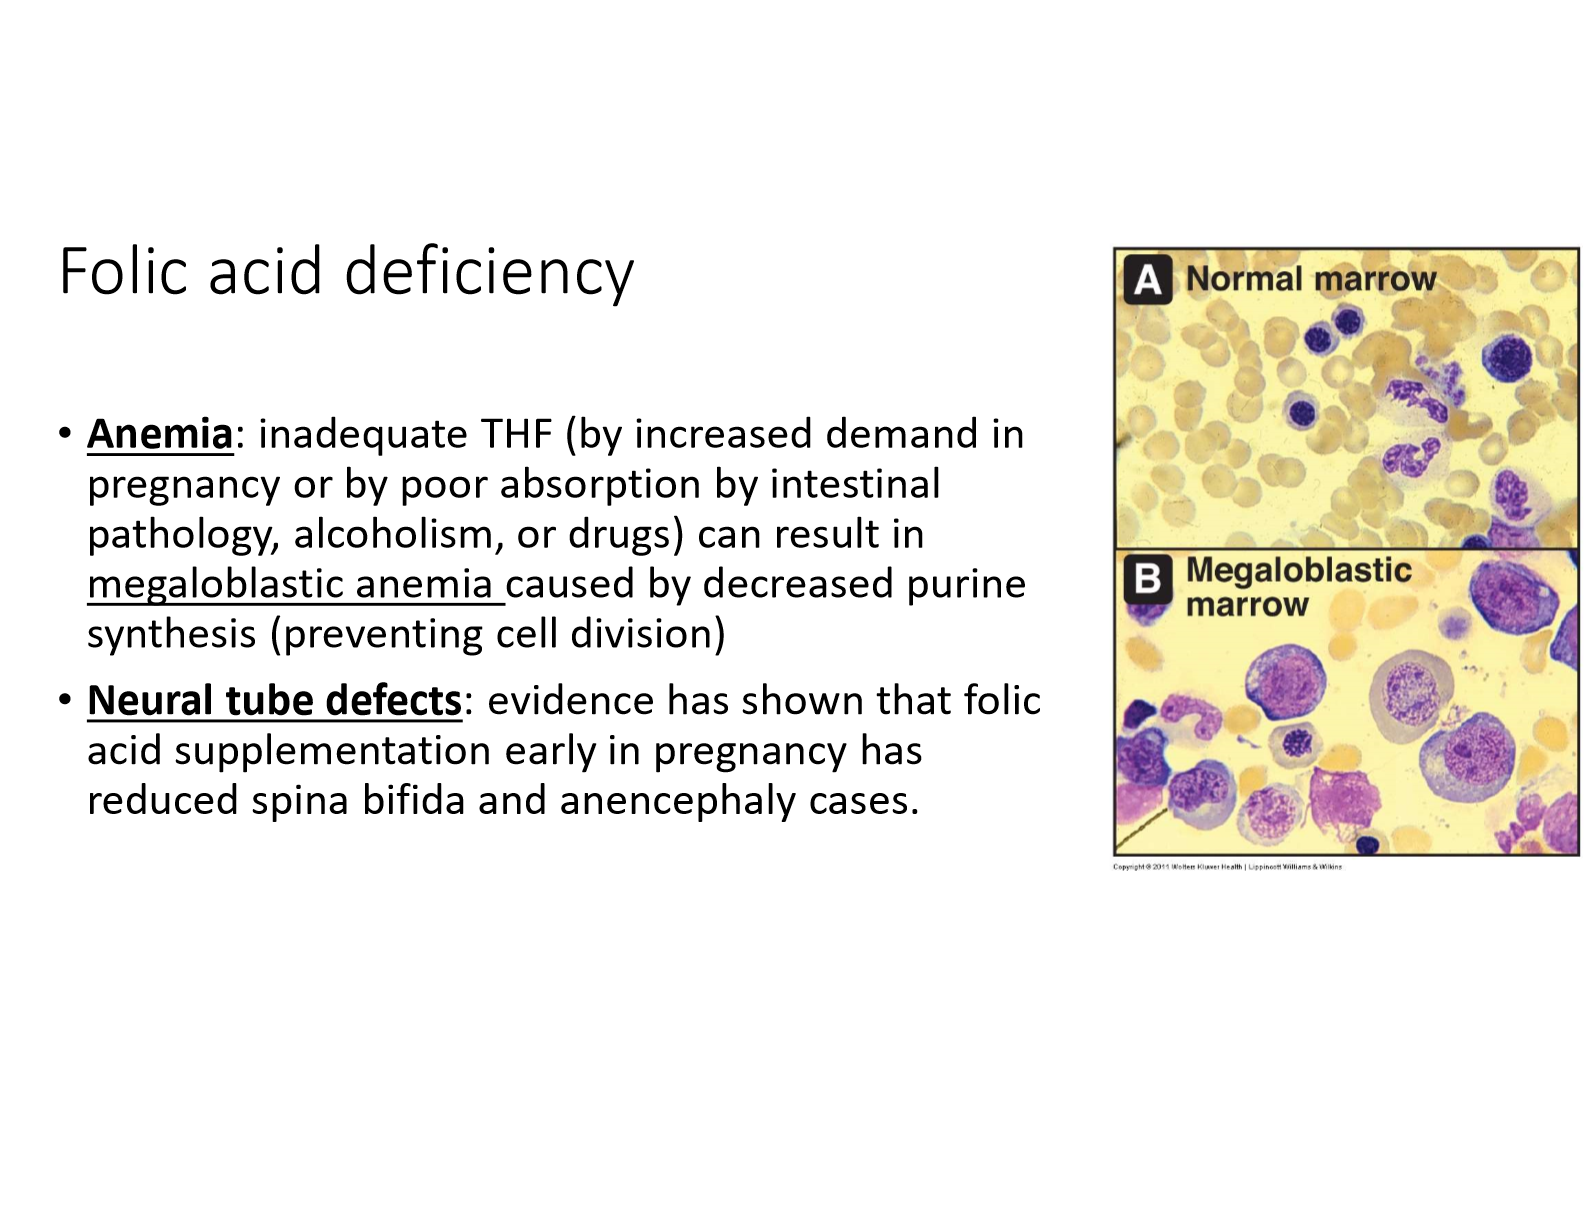 Folic acid deficiency
• Anemia: inadequate THF (by increased demand in
pregnancy or by poor absorption by intestinal
pathology, alcoholism, or drugs) can result in
megaloblastic anemia caused by decreased purine
synthesis (preventing cell division)
• Neural tube defects: evidence has shown that folic
acid supplementation early in pregnancy has
reduced spina bifida and anencephaly cases.
A Normal marrow
B Megaloblastic
marrow
Copyright © 2011 Wolters Kluwer Health | Lippincott Williams & Wilkins